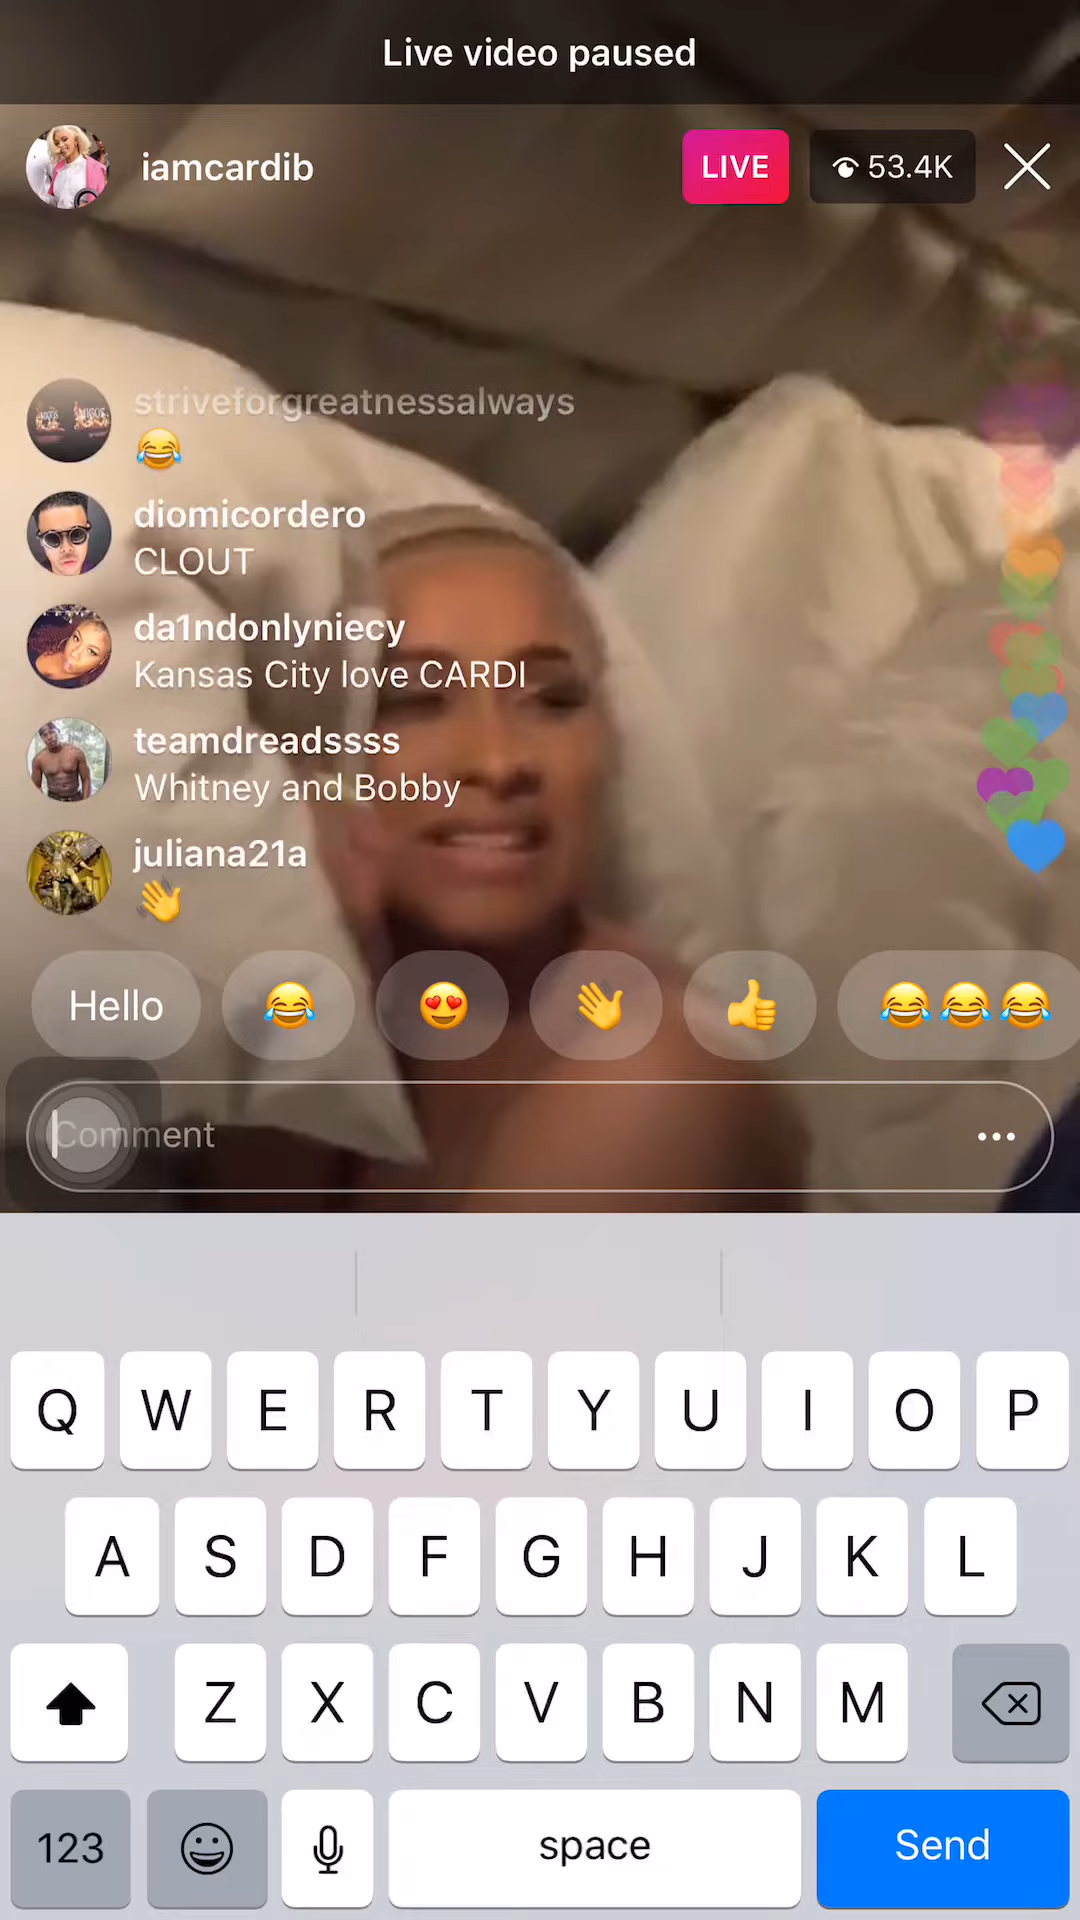 Live video paused
iamcardib
LIVE
53.4K
striveforgreatnessalways
😂
diomicordero
CLOUT
da1ndonlyniecy
Kansas City love CARDI
teamdreadssss
Whitney and Bobby
juliana21a
👋
Hello 😂 😍 👋 👍 😂😂😂
Comment
Q W E R T Y U I O P
A S D F G H J K L
Z X C V B N M
123 space Send